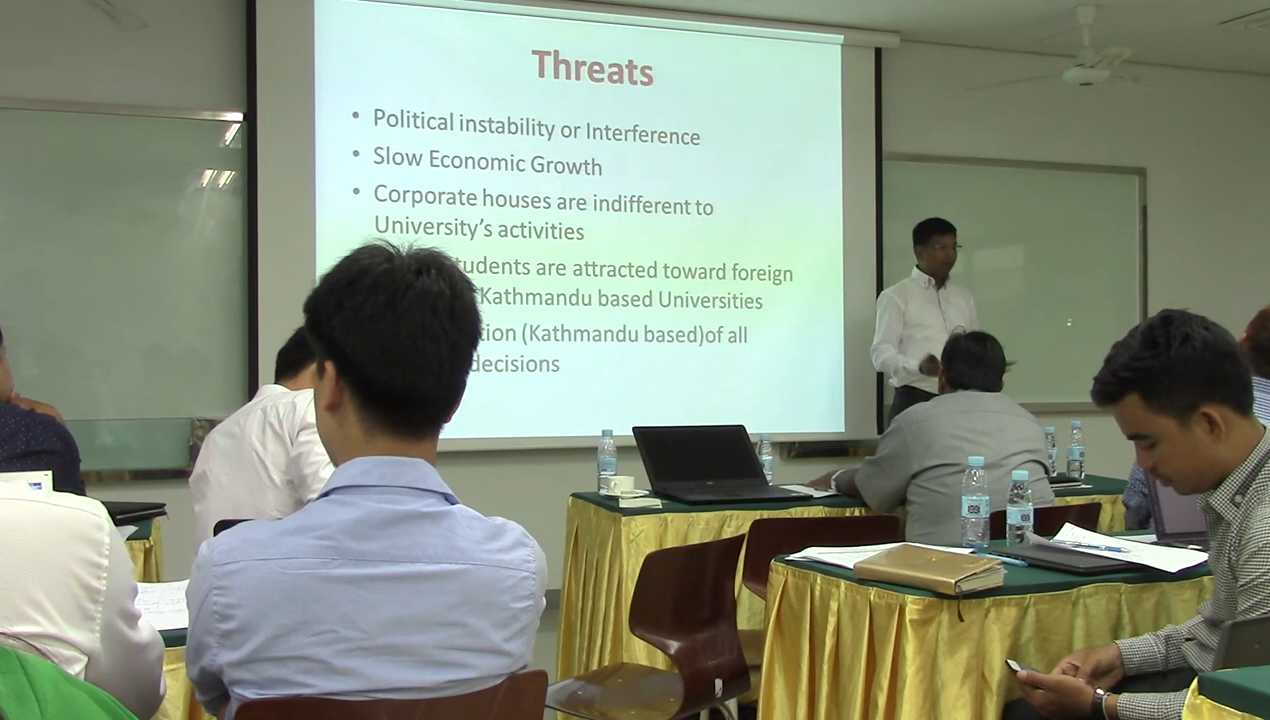 Threats
• Political instability or Interference
• Slow Economic Growth
• Corporate houses are indifferent to
University's activities
tudents are attracted toward foreign
Kathmandu based Universities
tion (Kathmandu based)of all
decisions